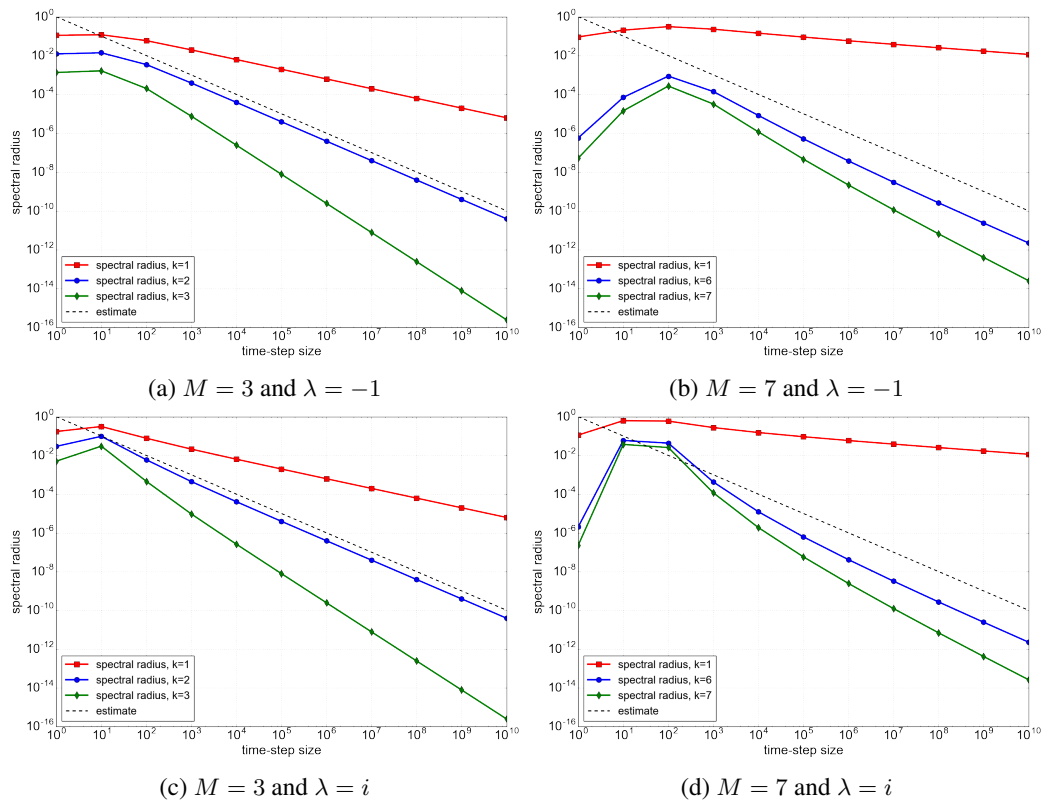 10^0
10^-2
10^-4
10^-6
10^-8
10^-10
10^-12
10^-14
10^-16
spectral radius
spectral radius, k=1
spectral radius, k=2
spectral radius, k=3
estimate
10^0 10^1 10^2 10^3 10^4 10^5 10^6 10^7 10^8 10^9 10^10
time-step size
(a) M = 3 and λ = −1
10^0
10^-2
10^-4
10^-6
10^-8
10^-10
10^-12
10^-14
10^-16
spectral radius
spectral radius, k=1
spectral radius, k=6
spectral radius, k=7
estimate
10^0 10^1 10^2 10^3 10^4 10^5 10^6 10^7 10^8 10^9 10^10
time-step size
(b) M = 7 and λ = −1
10^0
10^-2
10^-4
10^-6
10^-8
10^-10
10^-12
10^-14
10^-16
spectral radius
spectral radius, k=1
spectral radius, k=2
spectral radius, k=3
estimate
10^0 10^1 10^2 10^3 10^4 10^5 10^6 10^7 10^8 10^9 10^10
time-step size
(c) M = 3 and λ = i
10^0
10^-2
10^-4
10^-6
10^-8
10^-10
10^-12
10^-14
10^-16
spectral radius
spectral radius, k=1
spectral radius, k=6
spectral radius, k=7
estimate
10^0 10^1 10^2 10^3 10^4 10^5 10^6 10^7 10^8 10^9 10^10
time-step size
(d) M = 7 and λ = i